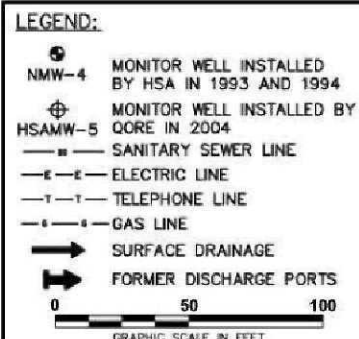 LEGEND:
NMW-4 MONITOR WELL INSTALLED
BY HSA IN 1993 AND 1994
HSAMW-5 MONITOR WELL INSTALLED BY
QORE IN 2004
SANITARY SEWER LINE
E E ELECTRIC LINE
T T TELEPHONE LINE
G G GAS LINE
SURFACE DRAINAGE
FORMER DISCHARGE PORTS
0 50 100
GRAPHIC SCALE IN FEET